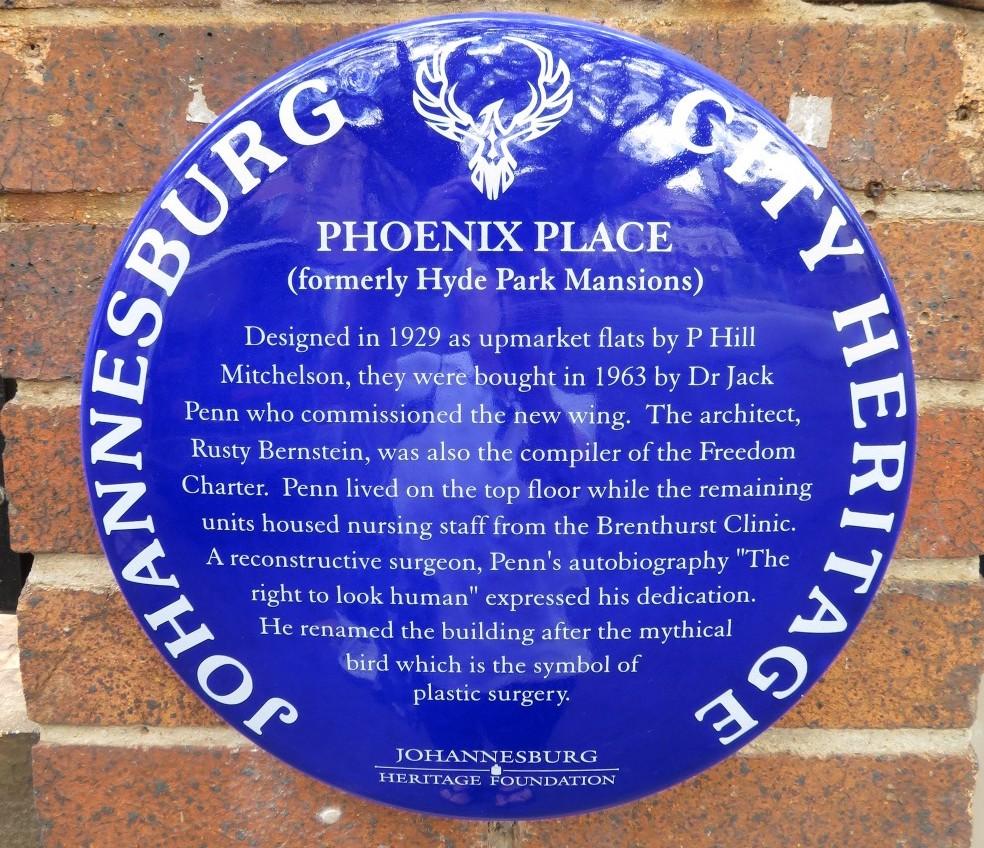 JOHANNESBURG CITY HERITAGE
PHOENIX PLACE
(formerly Hyde Park Mansions)
Designed in 1929 as upmarket flats by P Hill
Mitchelson, they were bought in 1963 by Dr Jack
Penn who commissioned the new wing.  The architect,
Rusty Bernstein, was also the compiler of the Freedom
Charter.  Penn lived on the top floor while the remaining
units housed nursing staff from the Brenthurst Clinic.
A reconstructive surgeon, Penn's autobiography "The
right to look human" expressed his dedication.
He renamed the building after the mythical
bird which is the symbol of
plastic surgery.
JOHANNESBURG
HERITAGE FOUNDATION